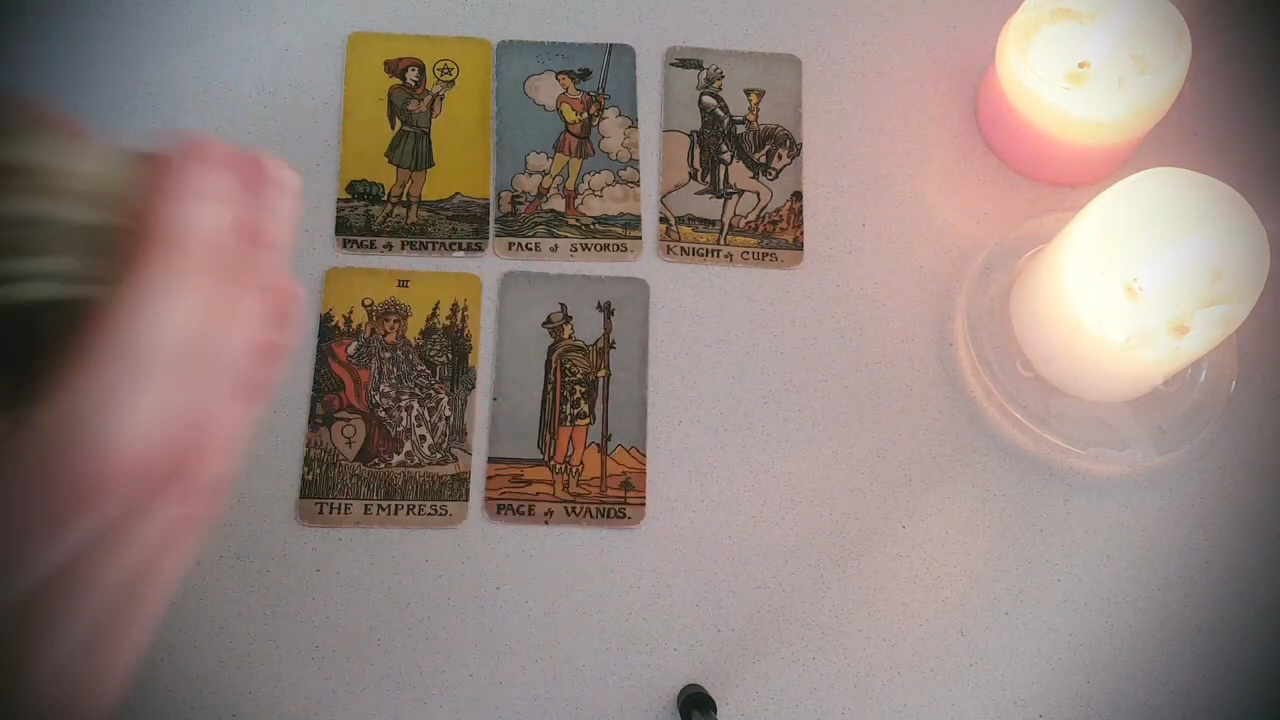 PAGE of PENTACLES.
PAGE of SWORDS.
KNIGHT of CUPS.
III
THE EMPRESS.
PAGE of WANDS.